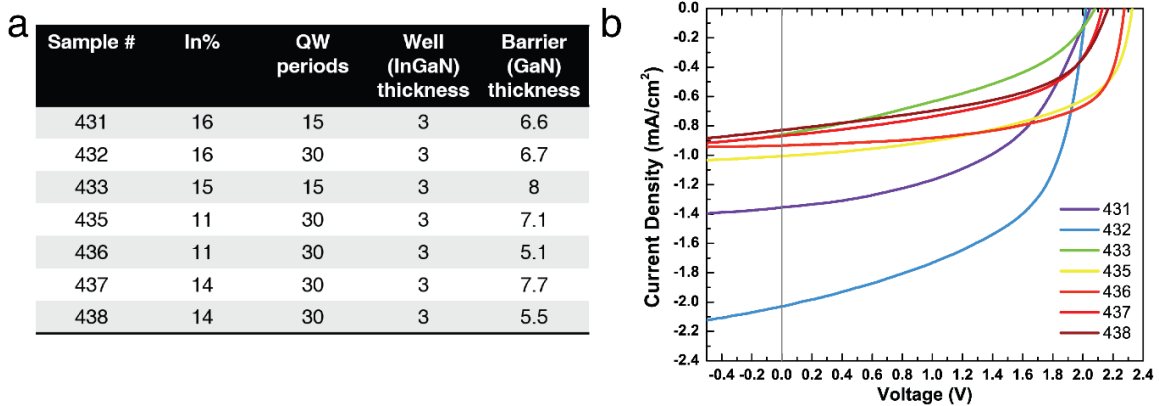 a
Sample # In% QW periods Well (InGaN) thickness Barrier (GaN) thickness
431 16 15 3 6.6
432 16 30 3 6.7
433 15 15 3 8
435 11 30 3 7.1
436 11 30 3 5.1
437 14 30 3 7.7
438 14 30 3 5.5
b
Current Density (mA/cm²)
0.0
-0.2
-0.4
-0.6
-0.8
-1.0
-1.2
-1.4
-1.6
-1.8
-2.0
-2.2
-2.4
431
432
433
435
436
437
438
-0.4 -0.2 0.0 0.2 0.4 0.6 0.8 1.0 1.2 1.4 1.6 1.8 2.0 2.2 2.4
Voltage (V)